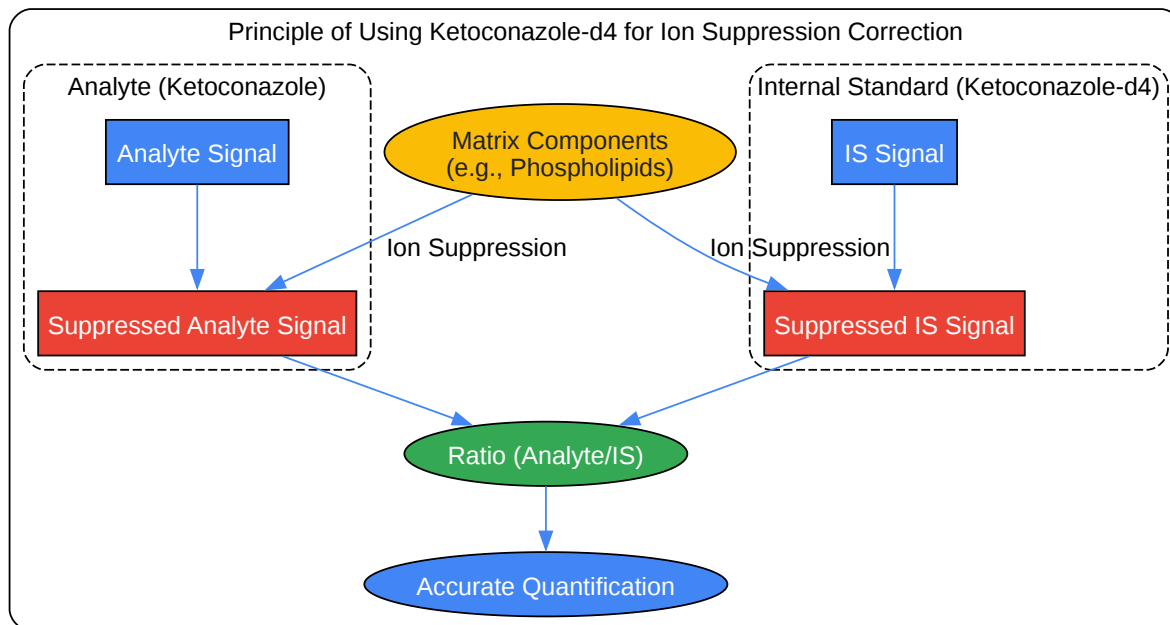 Principle of Using Ketoconazole-d4 for Ion Suppression Correction
Analyte (Ketoconazole)
Internal Standard (Ketoconazole-d4)
Analyte Signal
Matrix Components
(e.g., Phospholipids)
IS Signal
Ion Suppression
Ion Suppression
Suppressed Analyte Signal
Suppressed IS Signal
Ratio (Analyte/IS)
Accurate Quantification